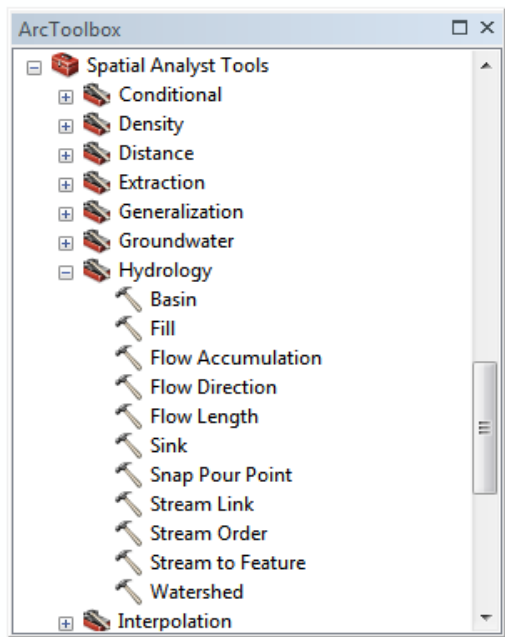 ArcToolbox
Spatial Analyst Tools
Conditional
Density
Distance
Extraction
Generalization
Groundwater
Hydrology
Basin
Fill
Flow Accumulation
Flow Direction
Flow Length
Sink
Snap Pour Point
Stream Link
Stream Order
Stream to Feature
Watershed
Interpolation